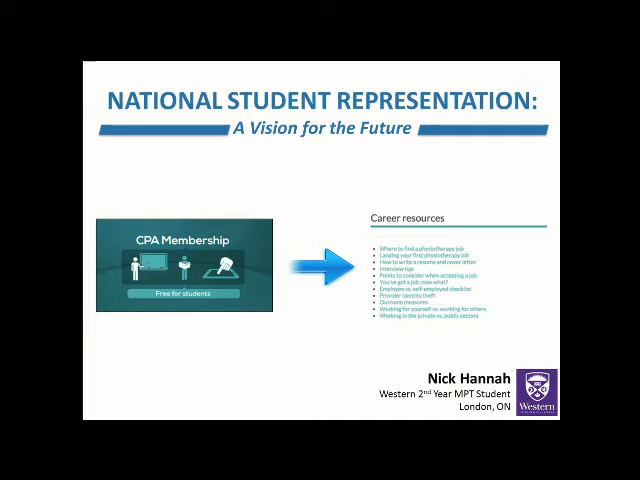 NATIONAL STUDENT REPRESENTATION:
A Vision for the Future
CPA Membership
Free for students
Career resources
Where to find a physiotherapy job
Landing your first physiotherapy job
How to write a resume and cover letter
Interview tips
Points to consider when accepting a job
You've got a job: now what?
Employee vs. self-employed checklist
Provider identity theft
Outcome measures
Working for yourself vs. working for others
Working in the private vs. public sectors
Nick Hannah
Western 2nd Year MPT Student
London, ON
Western